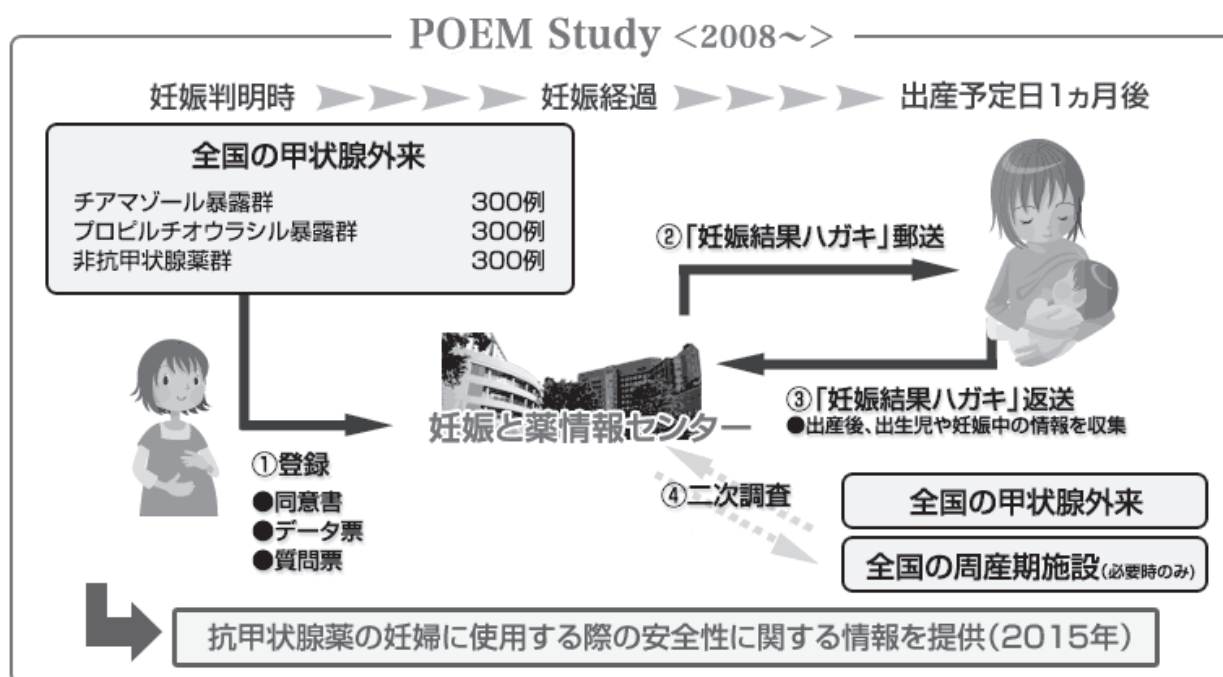 POEM Study <2008～>
妊娠判明時
妊娠経過
出産予定日1ヵ月後
全国の甲状腺外来
チアマゾール暴露群 300例
プロピルチオウラシル暴露群 300例
非抗甲状腺薬群 300例
②「妊娠結果ハガキ」郵送
妊娠と薬情報センター
③「妊娠結果ハガキ」返送
●出産後、出生児や妊娠中の情報を収集
①登録
●同意書
●データ票
●質問票
④二次調査
全国の甲状腺外来
全国の周産期施設(必要時のみ)
抗甲状腺薬の妊婦に使用する際の安全性に関する情報を提供(2015年)